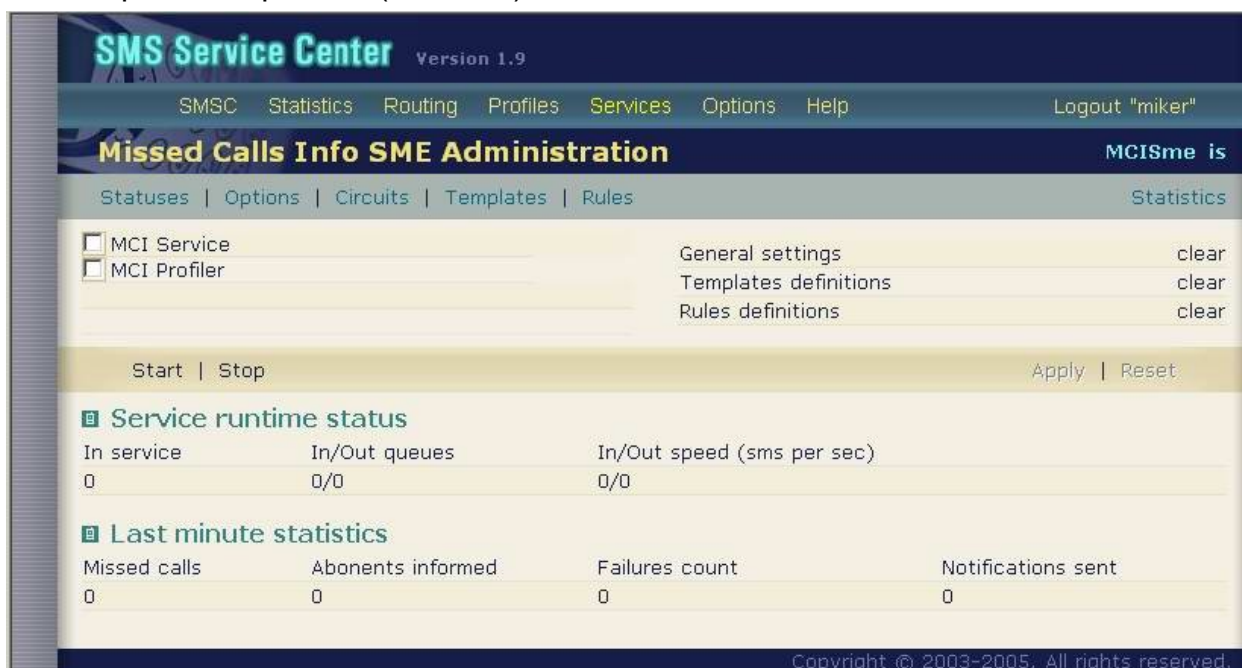 SMS Service Center Version 1.9
SMSC Statistics Routing Profiles Services Options Help Logout "miker"
Missed Calls Info SME Administration MCISme is
Statuses | Options | Circuits | Templates | Rules Statistics
MCI Service
MCI Profiler
General settings clear
Templates definitions clear
Rules definitions clear
Start | Stop Apply | Reset
Service runtime status
In service In/Out queues In/Out speed (sms per sec)
0 0/0 0/0
Last minute statistics
Missed calls Abonents informed Failures count Notifications sent
0 0 0 0
Copyright © 2003-2005. All rights reserved.